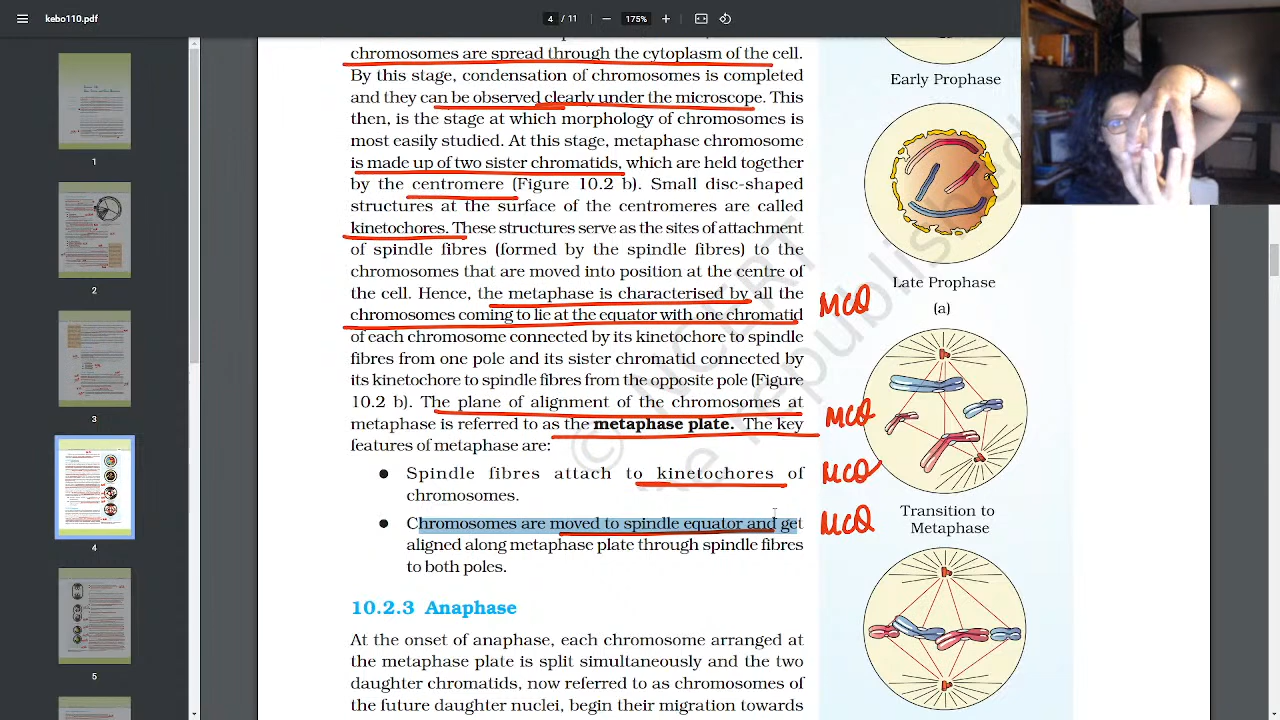 kebo110.pdf
4 / 11
175%
chromosomes are spread through the cytoplasm of the cell.
By this stage, condensation of chromosomes is completed
and they can be observed clearly under the microscope. This
then, is the stage at which morphology of chromosomes is
most easily studied. At this stage, metaphase chromosome
is made up of two sister chromatids, which are held together
by the centromere (Figure 10.2 b). Small disc-shaped
structures at the surface of the centromeres are called
kinetochores. These structures serve as the sites of attachment
of spindle fibres (formed by the spindle fibres) to the
chromosomes that are moved into position at the centre of
the cell. Hence, the metaphase is characterised by all the
chromosomes coming to lie at the equator with one chromatid
of each chromosome connected by its kinetochore to spindle
fibres from one pole and its sister chromatid connected by
its kinetochore to spindle fibres from the opposite pole (Figure
10.2 b). The plane of alignment of the chromosomes at
metaphase is referred to as the metaphase plate. The key
features of metaphase are:
● Spindle fibres attach to kinetochores of
chromosomes.
● Chromosomes are moved to spindle equator and get
aligned along metaphase plate through spindle fibres
to both poles.
10.2.3 Anaphase
At the onset of anaphase, each chromosome arranged at
the metaphase plate is split simultaneously and the two
daughter chromatids, now referred to as chromosomes of
the future daughter nuclei, begin their migration towards
MCQ
MCQ
MCQ
MCQ
Early Prophase
Late Prophase
(a)
Transition to
Metaphase
1
2
3
4
5
© NCERT